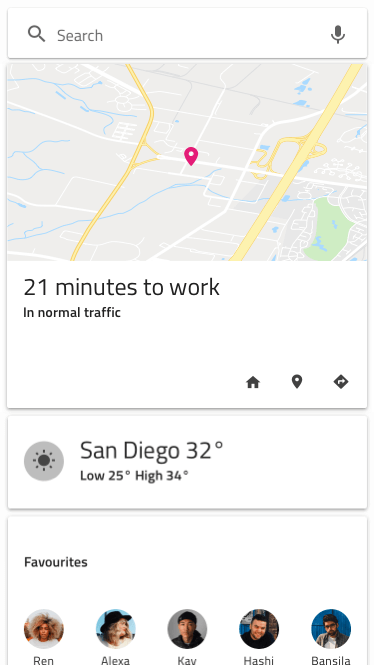 Search
21 minutes to work
In normal traffic
San Diego 32°
Low 25° High 34°
Favourites
Ren
Alexa
Kay
Hashi
Bansila